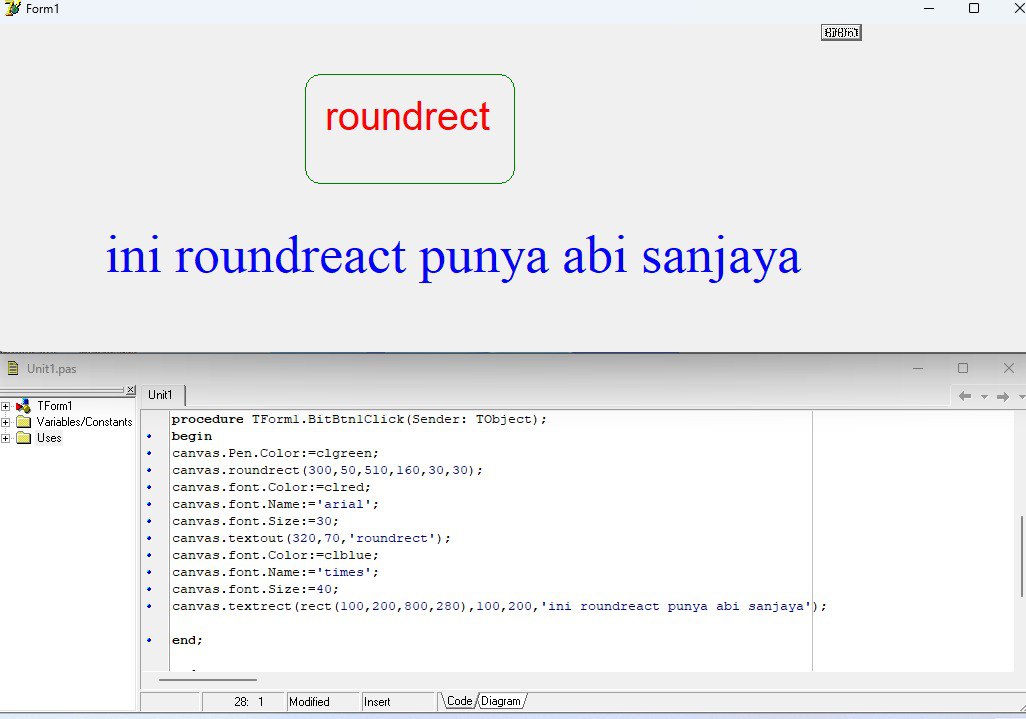 Form1
roundrect
ini roundreact punya abi sanjaya
Unit1.pas
TForm1
Variables/Constants
Uses
Unit1
procedure TForm1.BitBtn1Click(Sender: TObject);
begin
canvas.Pen.Color:=clgreen;
canvas.roundrect(300,50,510,160,30,30);
canvas.font.Color:=clred;
canvas.font.Name:='arial';
canvas.font.Size:=30;
canvas.textout(320,70,'roundrect');
canvas.font.Color:=clblue;
canvas.font.Name:='times';
canvas.font.Size:=40;
canvas.textrect(rect(100,200,800,280),100,200,'ini roundreact punya abi sanjaya');
end;
28: 1
Modified
Insert
Code
Diagram